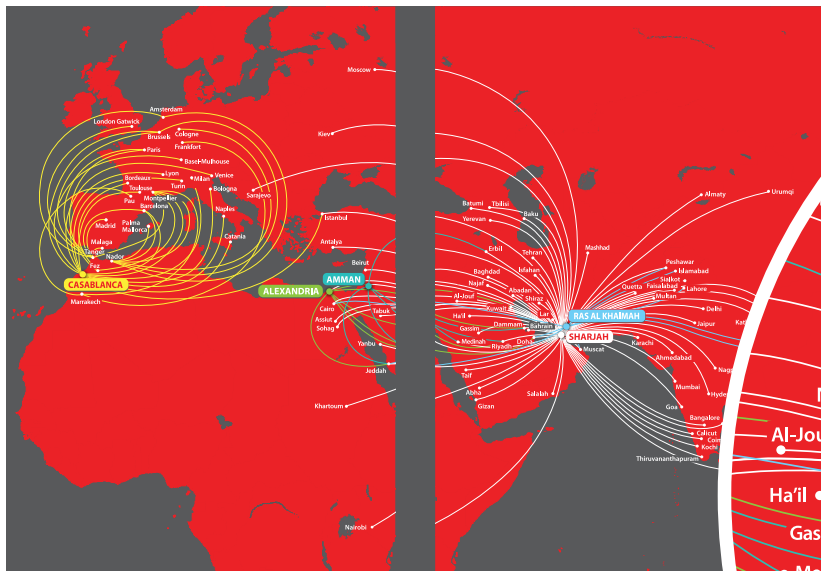 Moscow
Amsterdam
London Gatwick
Brussels
Cologne
Kiev
Paris
Frankfurt
Basel-Mulhouse
Lyon
Venice
Bordeaux
Milan
Turin
Toulouse
Bologna
Sarajevo
Pau
Montpellier
Barcelona
Naples
Madrid
Palma
Mallorca
Istanbul
Catania
Malaga
Tanger
Nador
Antalya
Fez
Beirut
CASABLANCA
AMMAN
ALEXANDRIA
Marrakech
Cairo
Tabuk
Assiut
Sohag
Yanbu
Jeddah
Khartoum
Nairobi
Almaty
Urumqi
Batumi
Tbilisi
Yerevan
Baku
Erbil
Tehran
Mashhad
Baghdad
Isfahan
Peshawar
Islamabad
Najaf
Abadan
Sialkot
Quetta
Faisalabad
Lahore
Al-Jouf
Shiraz
Multan
Kuwait
Lar
Delhi
Ha'il
RAS AL KHAIMAH
Jaipur
Kat
Gassim
Dammam
Bahrain
SHARJAH
Medinah
Riyadh
Doha
Karachi
Muscat
Ahmedabad
Taif
Nagp
Abha
Salalah
Mumbai
Hyde
Gizan
Goa
Bangalore
Calicut
Coim
Kochi
Thiruvananthapuram
Al-Jou
Ha'il
Gas